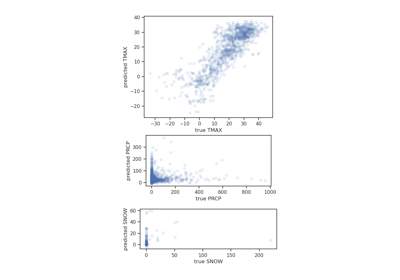 40
30
20
10
0
−10
−20
predicted TMAX
−30 −20 −10 0 10 20 30 40
true TMAX
300
200
100
0
predicted PRCP
0 200 400 600 800 1000
true PRCP
60
40
20
0
predicted SNOW
0 50 100 150 200
true SNOW